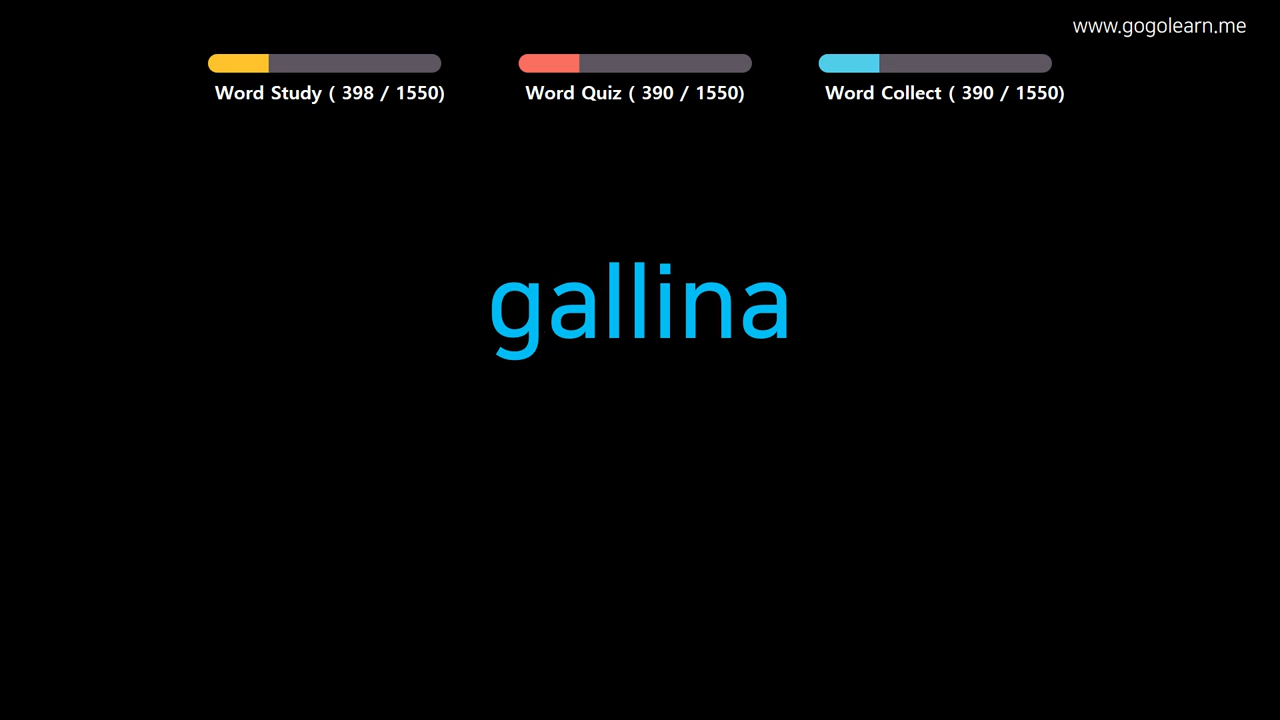 www.gogolearn.me
Word Study ( 398 / 1550)
Word Quiz ( 390 / 1550)
Word Collect ( 390 / 1550)
gallina